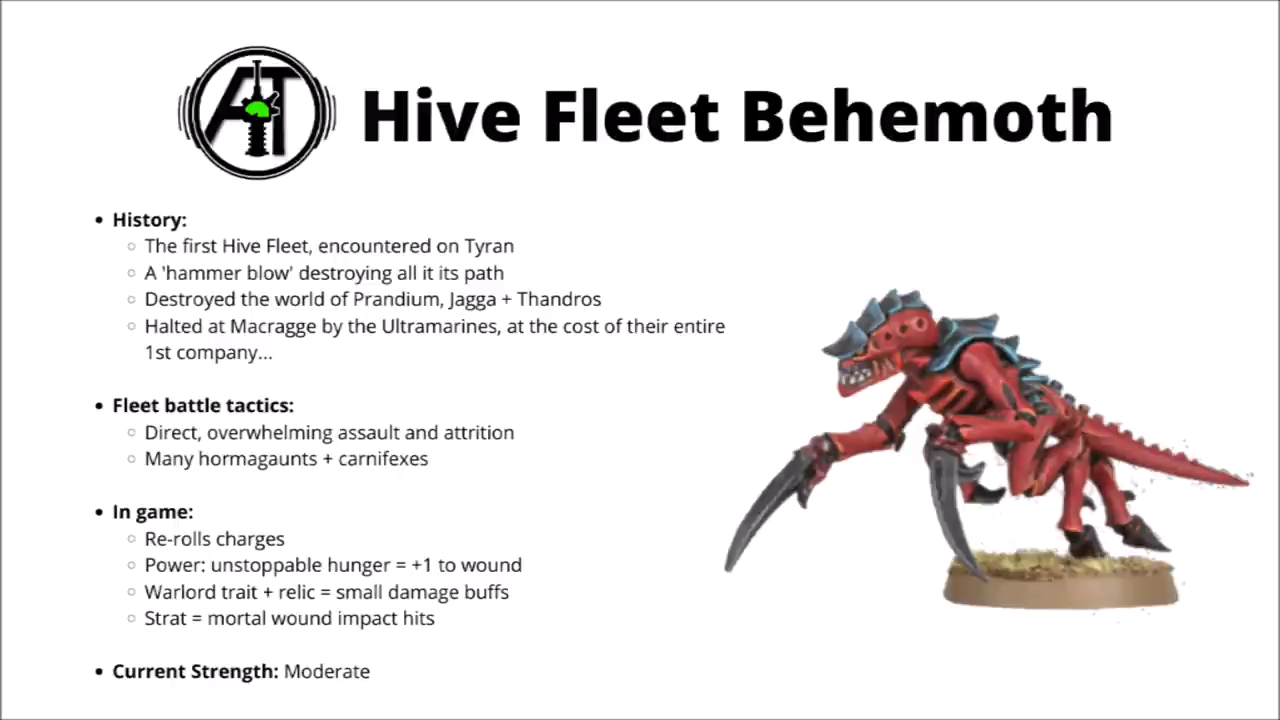 AT
Hive Fleet Behemoth
• History:
○ The first Hive Fleet, encountered on Tyran
○ A 'hammer blow' destroying all it its path
○ Destroyed the world of Prandium, Jagga + Thandros
○ Halted at Macragge by the Ultramarines, at the cost of their entire
1st company...
• Fleet battle tactics:
○ Direct, overwhelming assault and attrition
○ Many hormagaunts + carnifexes
• In game:
○ Re-rolls charges
○ Power: unstoppable hunger = +1 to wound
○ Warlord trait + relic = small damage buffs
○ Strat = mortal wound impact hits
• Current Strength: Moderate